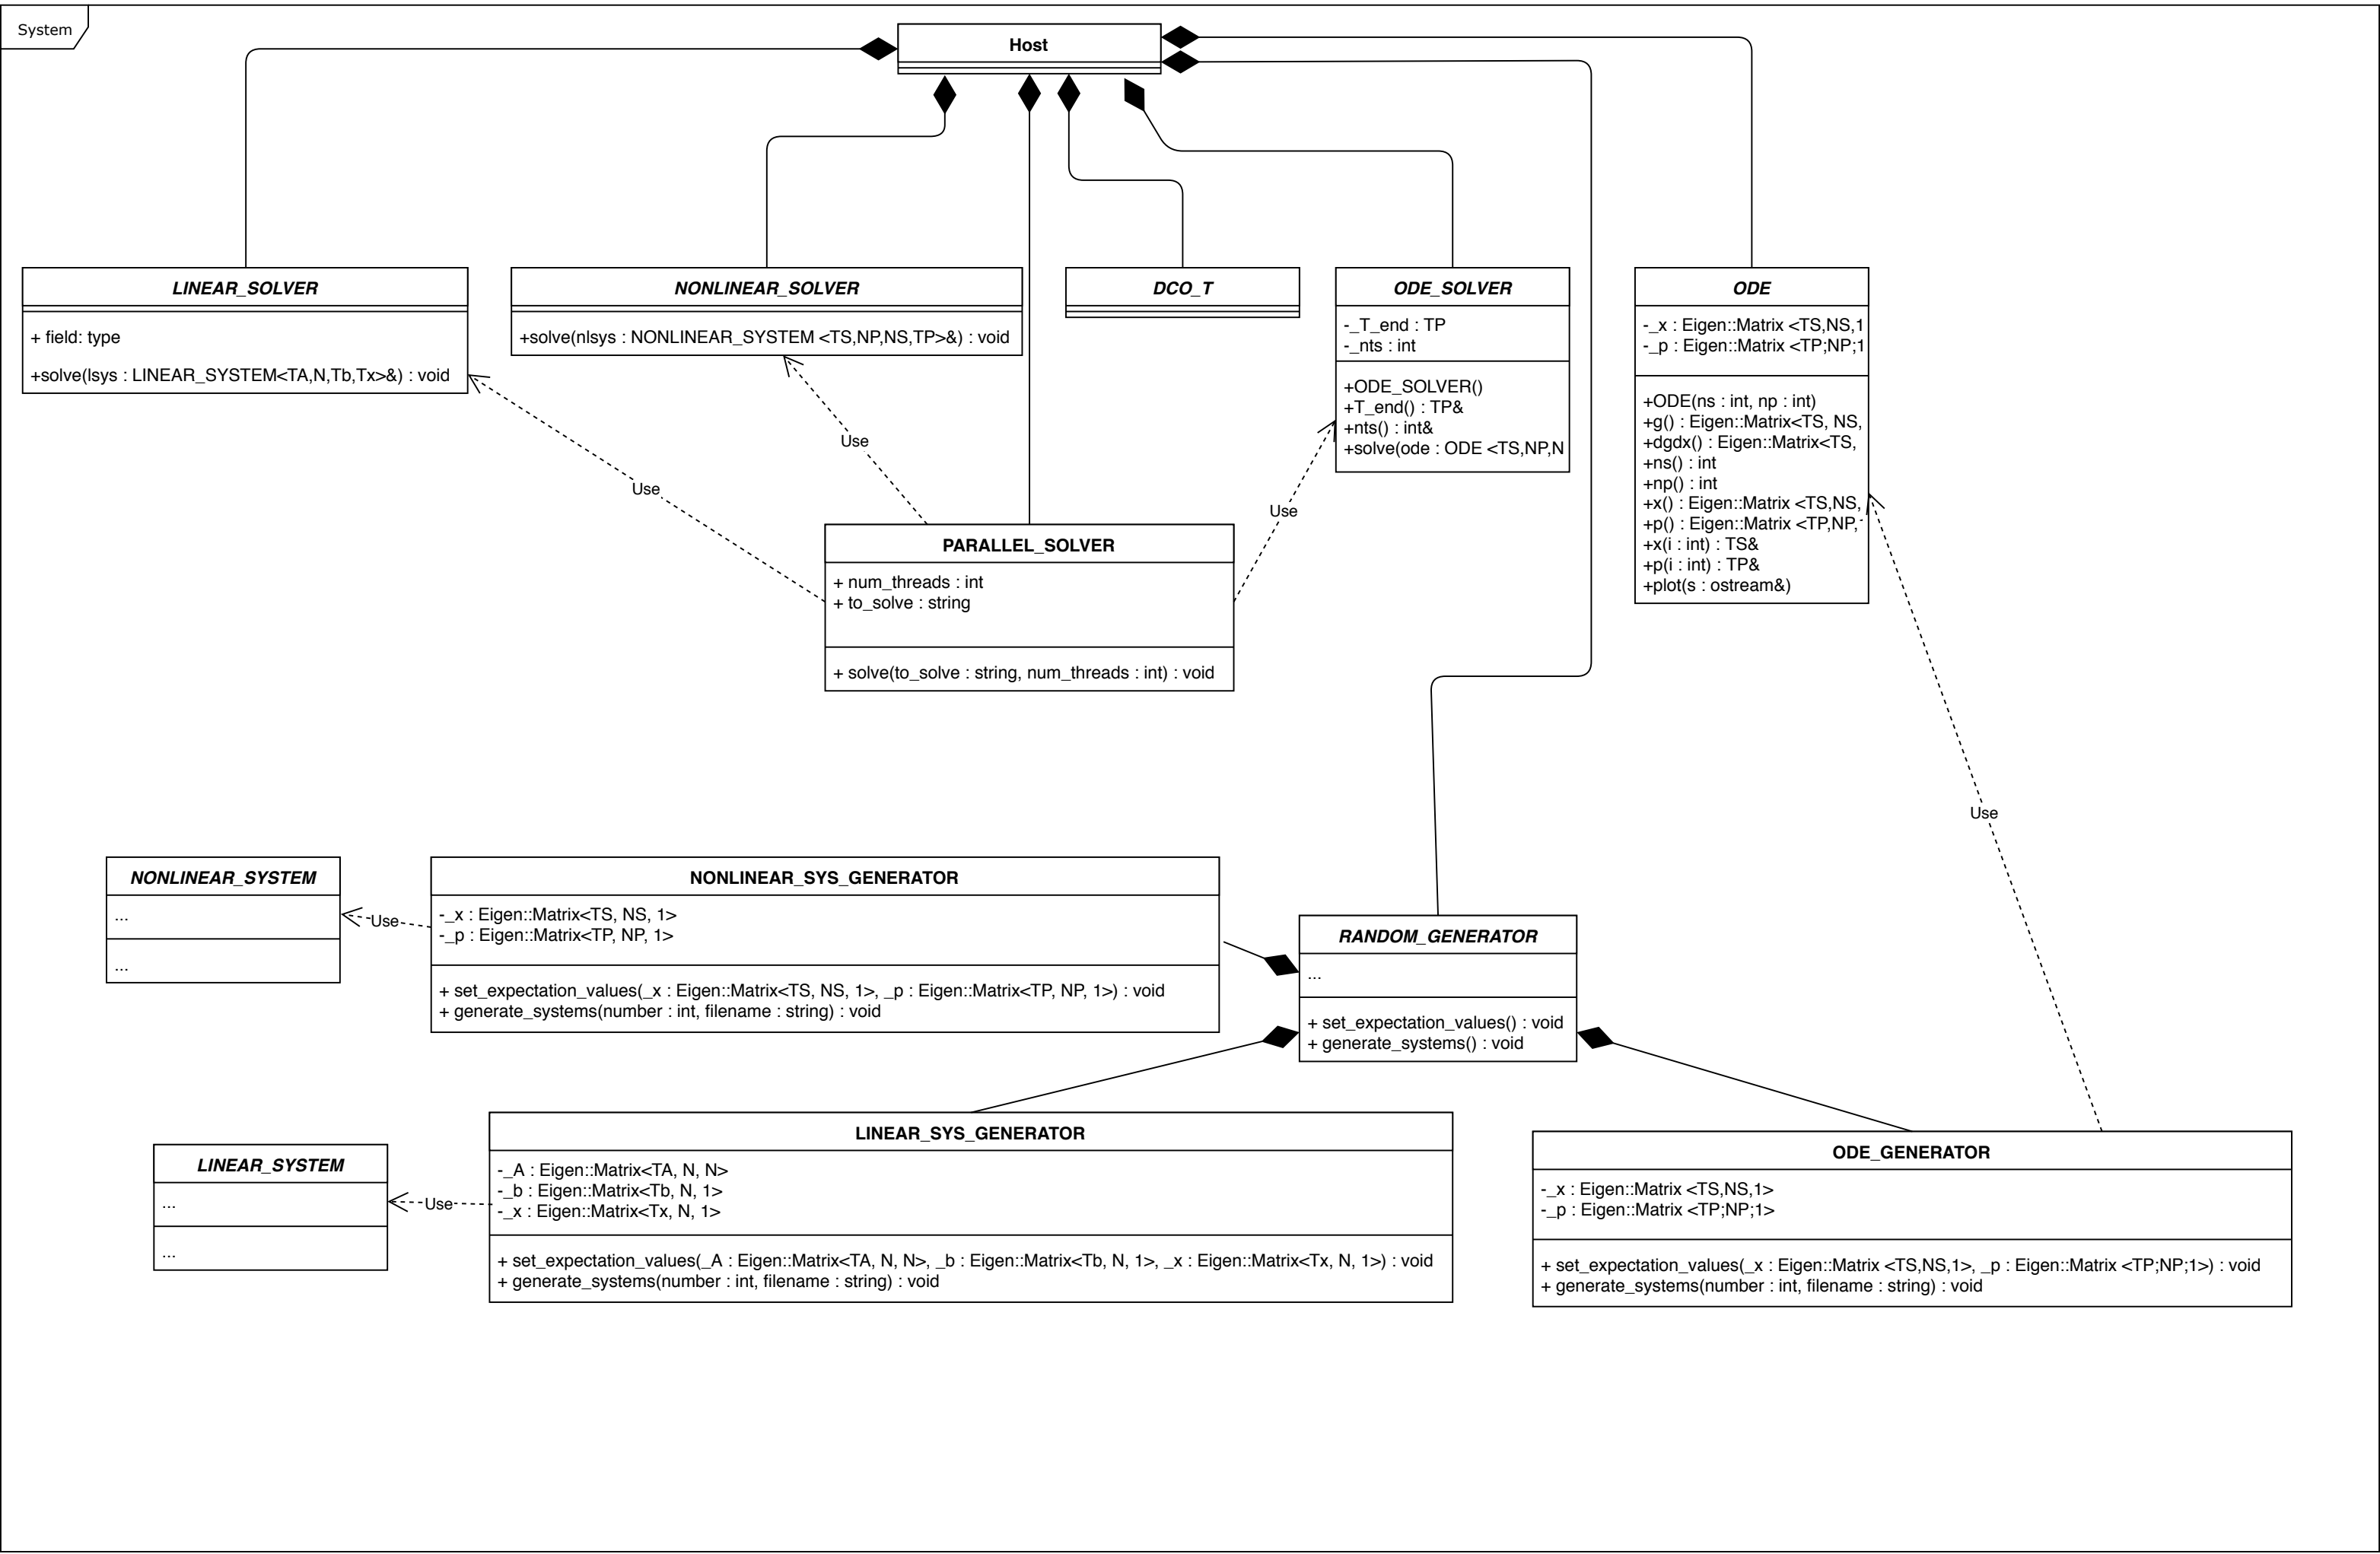 System
Host
LINEAR_SOLVER
+ field: type
+solve(lsys : LINEAR_SYSTEM<TA,N,Tb,Tx>&) : void
NONLINEAR_SOLVER
+solve(nlsys : NONLINEAR_SYSTEM <TS,NP,NS,TP>&) : void
DCO_T
ODE_SOLVER
-_T_end : TP
-_nts : int
+ODE_SOLVER()
+T_end() : TP&
+nts() : int&
+solve(ode : ODE <TS,NP,N
ODE
-_x : Eigen::Matrix <TS,NS,1
-_p : Eigen::Matrix <TP;NP;1
+ODE(ns : int, np : int)
+g() : Eigen::Matrix<TS, NS,
+dgdx() : Eigen::Matrix<TS,
+ns() : int
+np() : int
+x() : Eigen::Matrix <TS,NS,
+p() : Eigen::Matrix <TP,NP,
+x(i : int) : TS&
+p(i : int) : TP&
+plot(s : ostream&)
Use
Use
Use
PARALLEL_SOLVER
+ num_threads : int
+ to_solve : string
+ solve(to_solve : string, num_threads : int) : void
Use
NONLINEAR_SYSTEM
...
...
Use
NONLINEAR_SYS_GENERATOR
-_x : Eigen::Matrix<TS, NS, 1>
-_p : Eigen::Matrix<TP, NP, 1>
+ set_expectation_values(_x : Eigen::Matrix<TS, NS, 1>, _p : Eigen::Matrix<TP, NP, 1>) : void
+ generate_systems(number : int, filename : string) : void
RANDOM_GENERATOR
...
+ set_expectation_values() : void
+ generate_systems() : void
LINEAR_SYSTEM
...
...
Use
LINEAR_SYS_GENERATOR
-_A : Eigen::Matrix<TA, N, N>
-_b : Eigen::Matrix<Tb, N, 1>
-_x : Eigen::Matrix<Tx, N, 1>
+ set_expectation_values(_A : Eigen::Matrix<TA, N, N>, _b : Eigen::Matrix<Tb, N, 1>, _x : Eigen::Matrix<Tx, N, 1>) : void
+ generate_systems(number : int, filename : string) : void
ODE_GENERATOR
-_x : Eigen::Matrix <TS,NS,1>
-_p : Eigen::Matrix <TP;NP;1>
+ set_expectation_values(_x : Eigen::Matrix <TS,NS,1>, _p : Eigen::Matrix <TP;NP;1>) : void
+ generate_systems(number : int, filename : string) : void